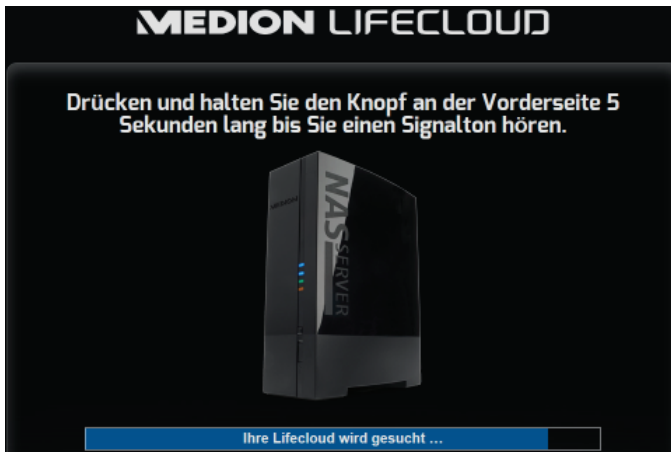 MEDION LIFECLOUD
Drücken und halten Sie den Knopf an der Vorderseite 5
Sekunden lang bis Sie einen Signalton hören.
MEDION
NAS SERVER
Ihre Lifecloud wird gesucht ...